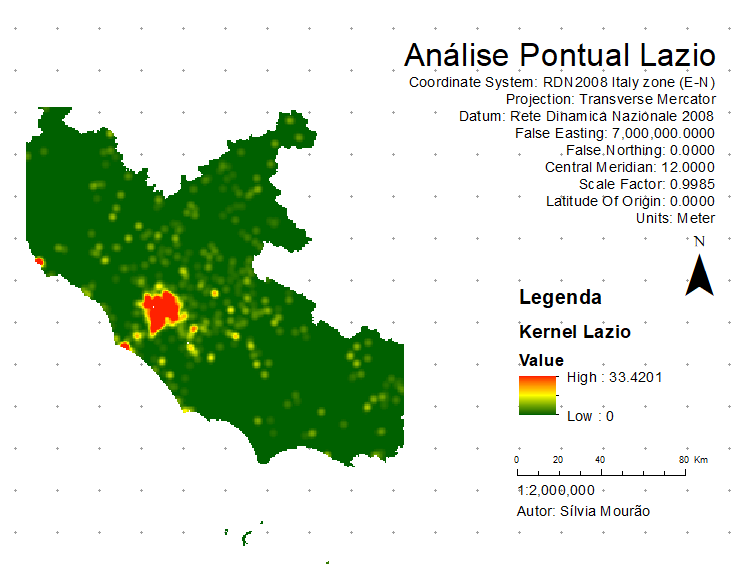 Análise Pontual Lazio
Coordinate System: RDN2008 Italy zone (E-N)
Projection: Transverse Mercator
Datum: Rete Dihamica Nazionale 2008
False Easting: 7,000,000.0000
False Northing: 0.0000
Central Meridian: 12.0000
Scale Factor: 0.9985
Latitude Of Origin: 0.0000
Units: Meter
N
Legenda
Kernel Lazio
Value
High : 33.4201
Low : 0
0 20 40 80 Km
1:2,000,000
Autor: Sílvia Mourão